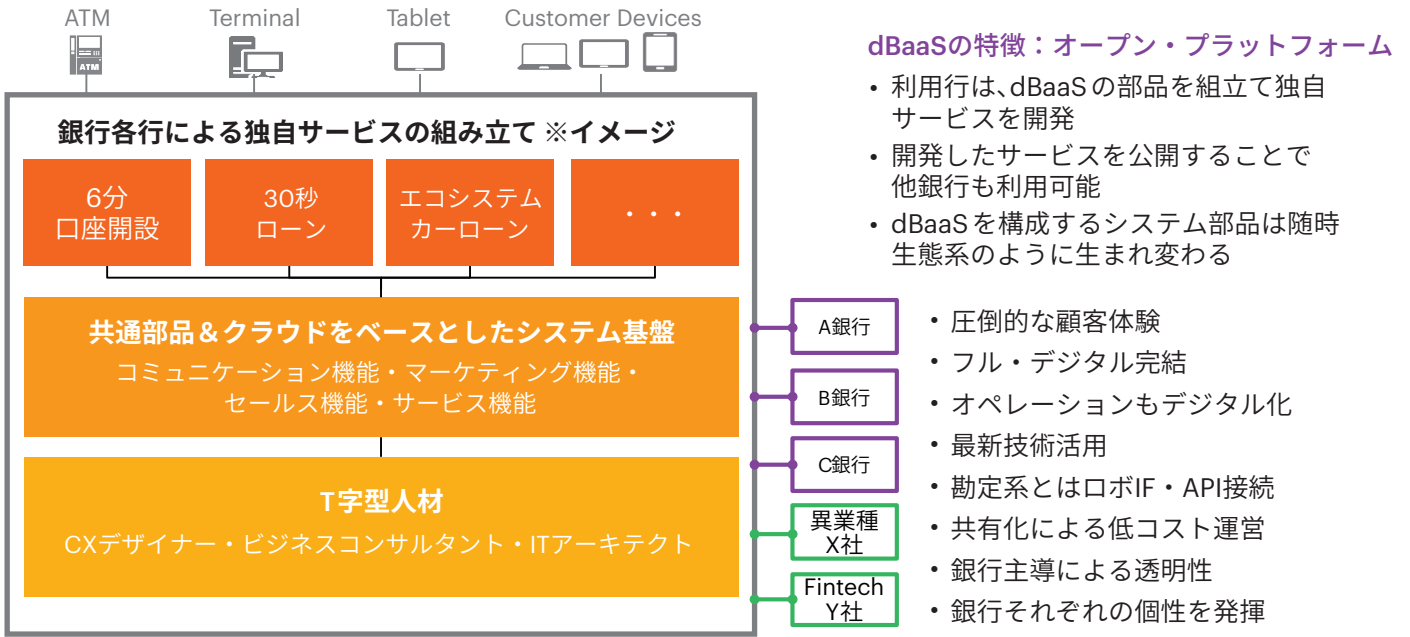 ATM
Terminal
Tablet
Customer Devices
ATM
銀行各行による独自サービスの組み立て ※イメージ
6分
口座開設
30秒
ローン
エコシステム
カーローン
・・・
共通部品&クラウドをベースとしたシステム基盤
コミュニケーション機能・マーケティング機能・
セールス機能・サービス機能
T字型人材
CXデザイナー・ビジネスコンサルタント・ITアーキテクト
A銀行
B銀行
C銀行
異業種
X社
Fintech
Y社
dBaaSの特徴：オープン・プラットフォーム
• 利用行は、dBaaSの部品を組立て独自
サービスを開発
• 開発したサービスを公開することで
他銀行も利用可能
• dBaaSを構成するシステム部品は随時
生態系のように生まれ変わる
• 圧倒的な顧客体験
• フル・デジタル完結
• オペレーションもデジタル化
• 最新技術活用
• 勘定系とはロボIF・API接続
• 共有化による低コスト運営
• 銀行主導による透明性
• 銀行それぞれの個性を発揮